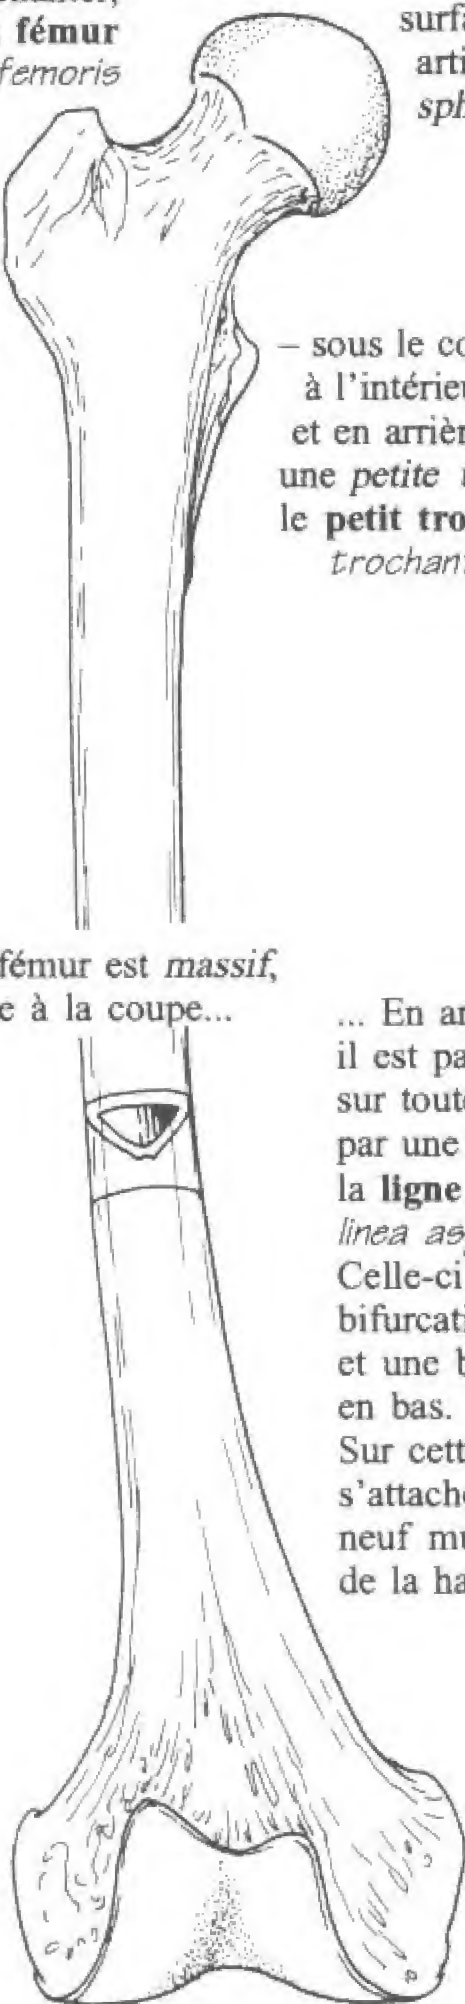 fémur
femoris
surfa
arti
sph
– sous le co
à l'intérieu
et en arrièr
une petite
le petit tro
trochant
fémur est massif,
e à la coupe...
... En ar
il est pa
sur toute
par une
la ligne
linea as
Celle-ci
bifurcati
et une b
en bas.
Sur cett
s'attache
neuf mu
de la ha